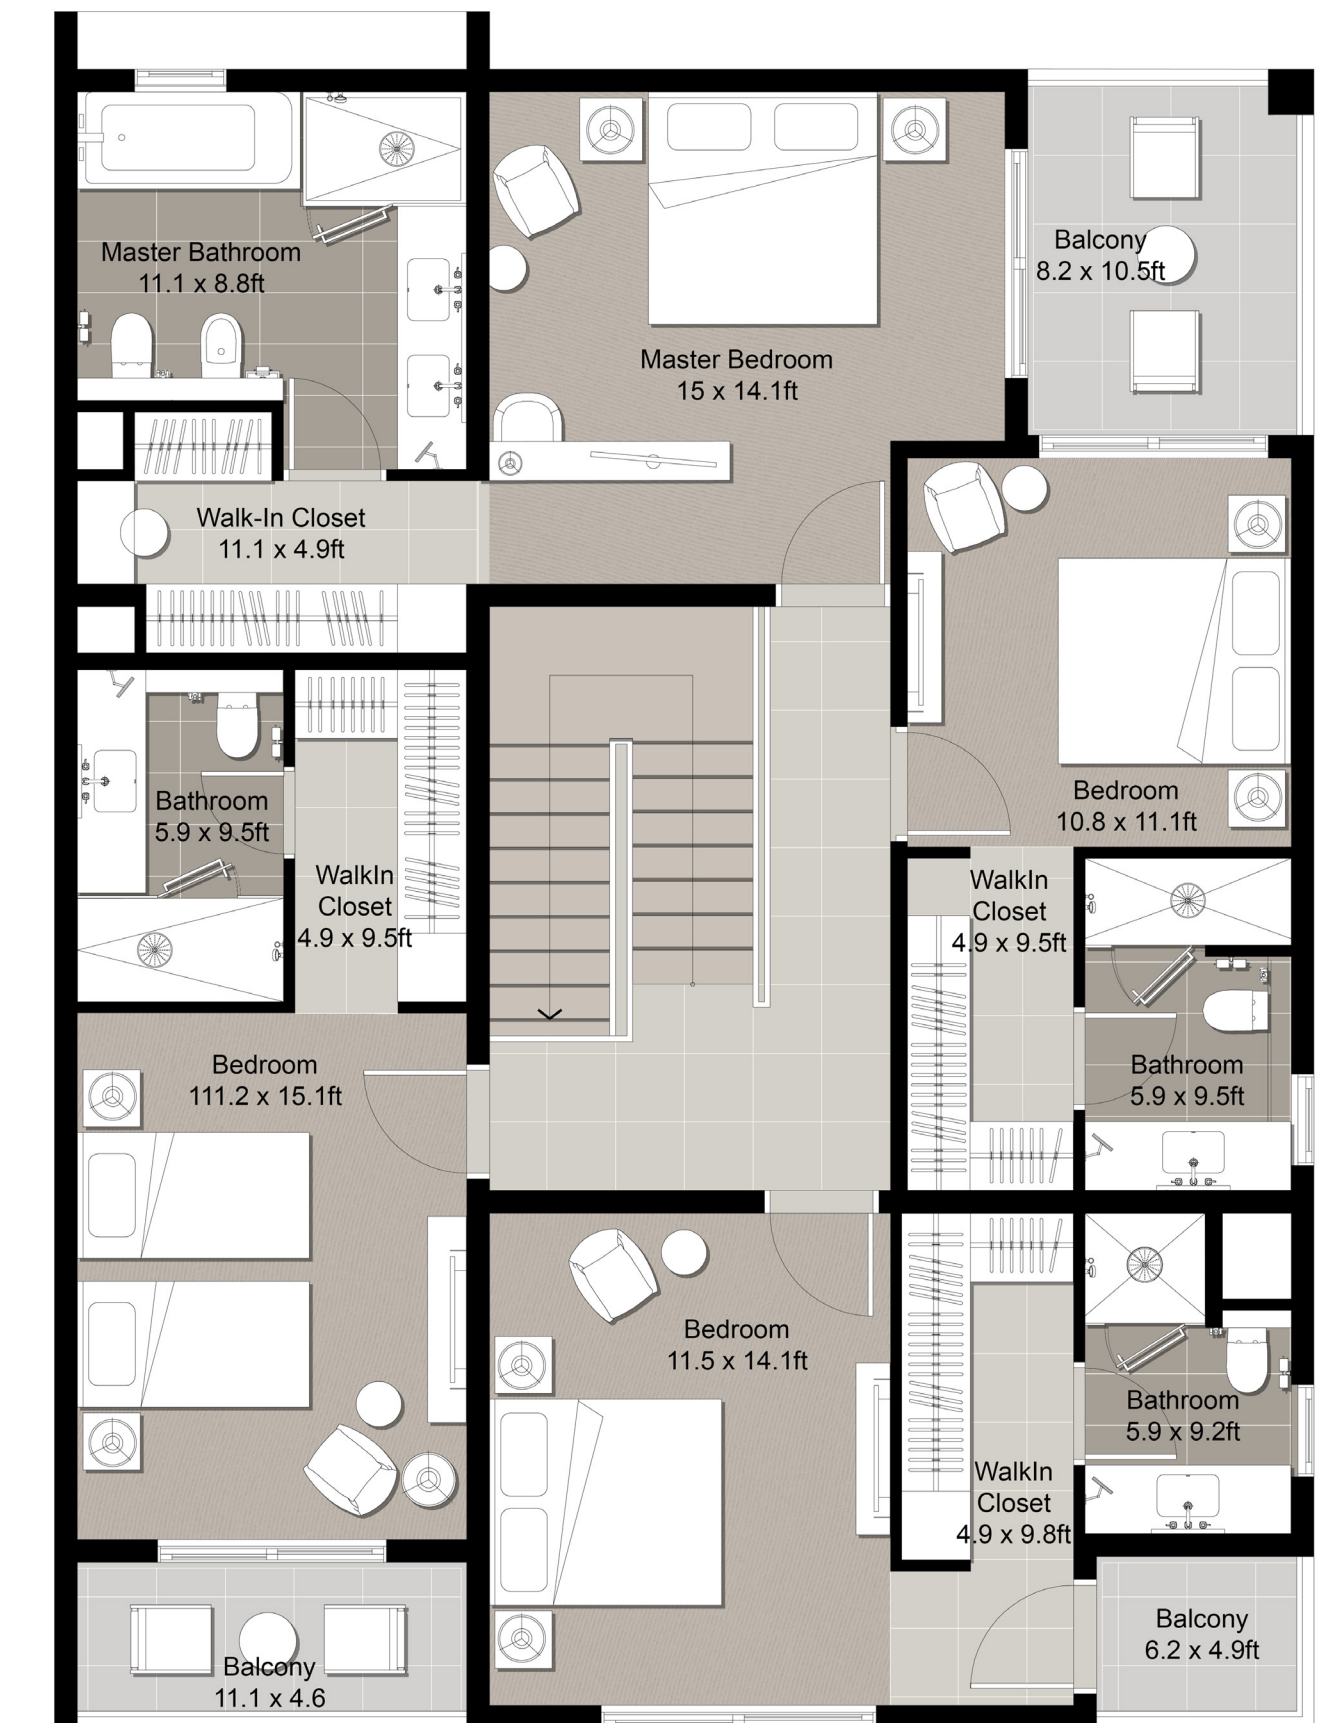 Master Bathroom
11.1 x 8.8ft
Balcony
8.2 x 10.5ft
Master Bedroom
15 x 14.1ft
Walk-In Closet
11.1 x 4.9ft
Bedroom
10.8 x 11.1ft
Bathroom
5.9 x 9.5ft
WalkIn
Closet
4.9 x 9.5ft
WalkIn
Closet
4.9 x 9.5ft
Bedroom
111.2 x 15.1ft
Bathroom
5.9 x 9.5ft
Bedroom
11.5 x 14.1ft
Bathroom
5.9 x 9.2ft
WalkIn
Closet
4.9 x 9.8ft
Balcony
6.2 x 4.9ft
Balcony
11.1 x 4.6